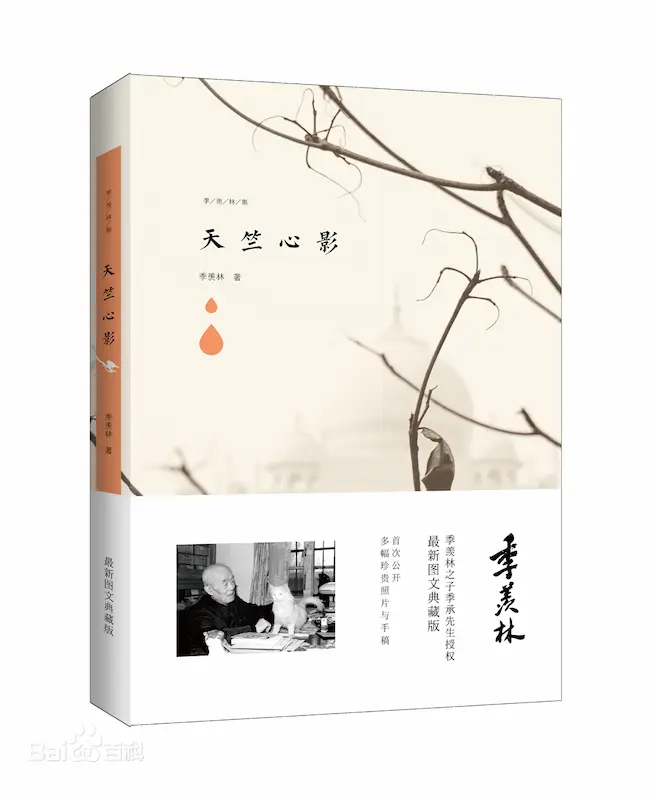 季/羡/林/集
天竺心影
季羡林 著
季羡林
季羡林之子季承先生授权
最新图文典藏版
首次公开
多幅珍贵照片与手稿
季/羡/林/集
天竺心影
季羡林 著
最新图文典藏版
Bai百科